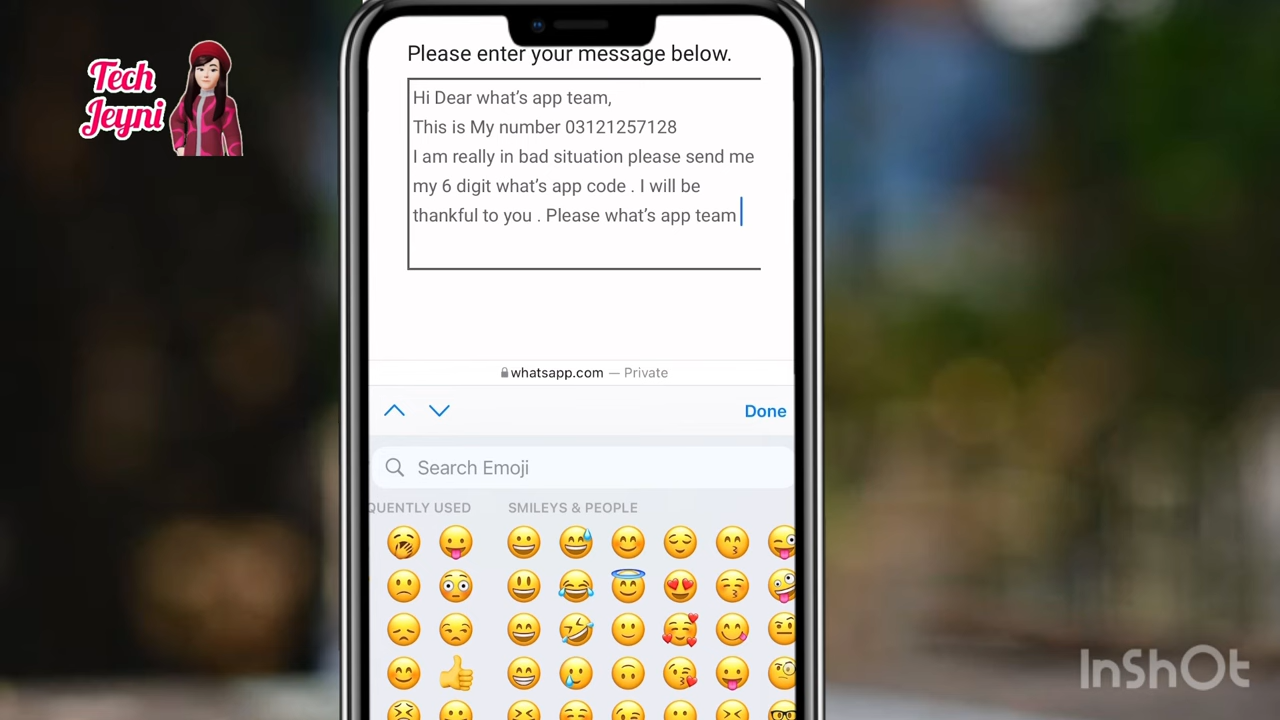 Tech
Jeyni
Please enter your message below.
Hi Dear what's app team,
This is My number 03121257128
I am really in bad situation please send me
my 6 digit what's app code . I will be
thankful to you . Please what's app team
whatsapp.com — Private
Done
Search Emoji
QUENTLY USED
SMILEYS & PEOPLE
InShOt